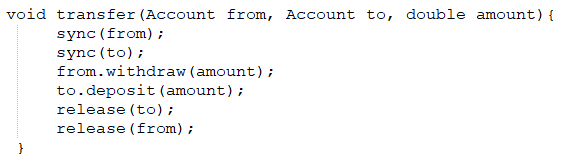 void transfer(Account from, Account to, double amount){
sync(from);
sync(to);
from.withdraw(amount);
to.deposit(amount);
release(to);
release(from);
}